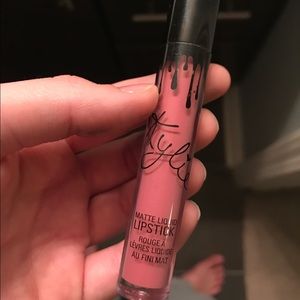 Kylie
MATTE LIQUID
LIPSTICK
ROUGE À
LÈVRES LIQUIDE
AU FINI MAT